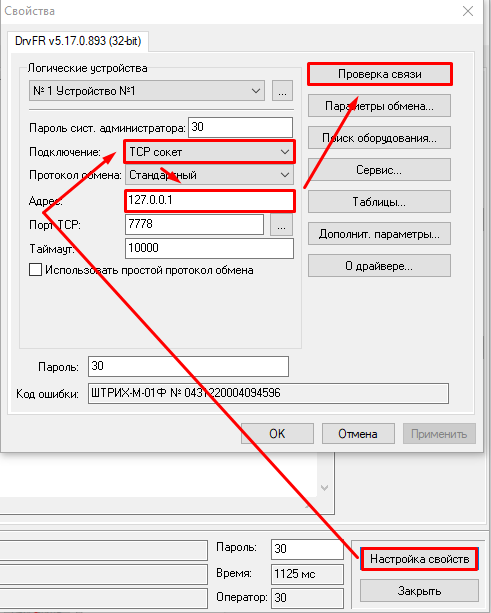 Свойства
DrvFR v5.17.0.893 (32-bit)
Логические устройства
№ 1 Устройство №1
...
Проверка связи
Параметры обмена...
Пароль сист. администратора: 30
Поиск оборудования...
Подключение: TCP сокет
Протокол обмена: Стандартный
Сервис...
Адрес: 127.0.0.1
Таблицы...
Порт TCP: 7778 ...
Дополнит. параметры...
Таймаут: 10000
О драйвере...
Использовать простой протокол обмена
Пароль: 30
Код ошибки: ШТРИХ-М-01Ф № 0431220004094596
OK Отмена Применить
Пароль: 30
Настройка свойств
Время: 1125 мс
Закрыть
Оператор: 30